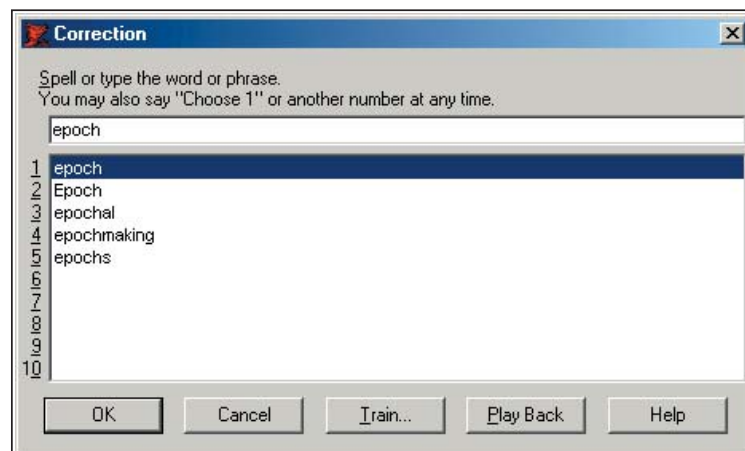 Correction
Spell or type the word or phrase.
You may also say "Choose 1" or another number at any time.
epoch
1 epoch
2 Epoch
3 epochal
4 epochmaking
5 epochs
6
7
8
9
10
OK Cancel Train... Play Back Help